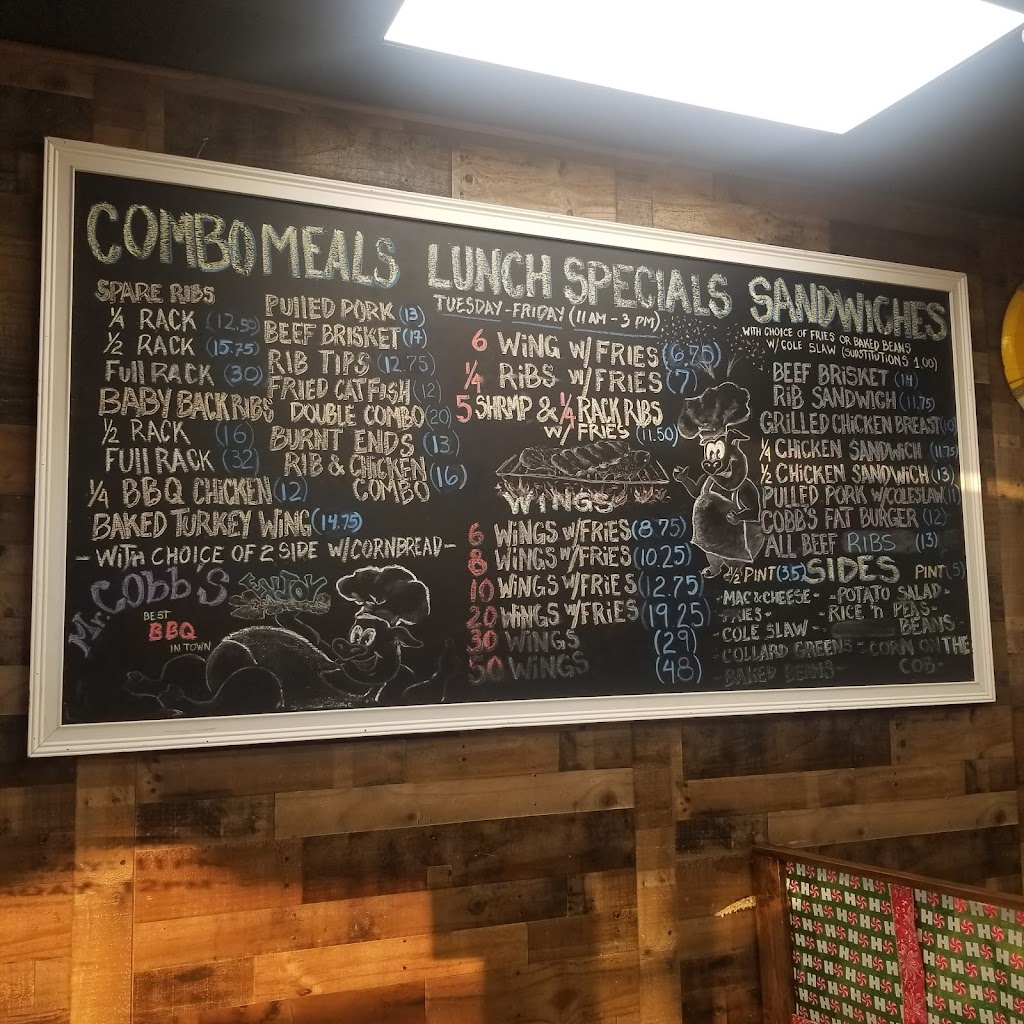 COMBO MEALS
SPARE RIBS
1/4 RACK (12.50)
1/2 RACK (15.75)
FULL RACK (30)
BABY BACK RIBS
1/2 RACK (16)
FULL RACK (32)
1/4 BBQ CHICKEN (12)
BAKED TURKEY WING (14.75)
PULLED PORK (13)
BEEF BRISKET (14)
RIB TIPS (12.75)
FRIED CATFISH (12)
DOUBLE COMBO (20)
BURNT ENDS (13)
RIB & CHICKEN
COMBO (16)
- WITH CHOICE OF 2 SIDE W/CORNBREAD -
Mr. Cobb's
BEST
BBQ
IN TOWN
ENJOY
LUNCH SPECIALS
TUESDAY-FRIDAY (11AM - 3 PM)
6 WING W/FRIES (6.75)
1/4 RIBS W/FRIES (7)
5 SHRMP & 1/4 RACK RIBS
W/ FRIES (11.50)
WINGS
6 WINGS W/FRIES (8.75)
8 WINGS W/FRIES (10.25)
10 WINGS W/FRIES (12.75)
20 WINGS W/FRIES (19.25)
30 WINGS (29)
50 WINGS (48)
SANDWICHES
WITH CHOICE OF FRIES OR BAKED BEANS
W/ COLE SLAW (SUBSTITUTIONS 1.00)
BEEF BRISKET (14)
RIB SANDWICH (11.75)
GRILLED CHICKEN BREAST
1/4 CHICKEN SANDWICH (11.75)
1/2 CHICKEN SANDWICH (13)
PULLED PORK W/COLESLAW
COBB'S FAT BURGER (12)
ALL BEEF RIBS (13)
1/2 PINT (3.5) SIDES PINT (5)
- MAC & CHEESE - - POTATO SALAD -
- FRIES - RICE 'n PEAS -
- COLE SLAW - BEANS -
- COLLARD GREENS - CORN ON THE
- BAKED BEANS - COB -